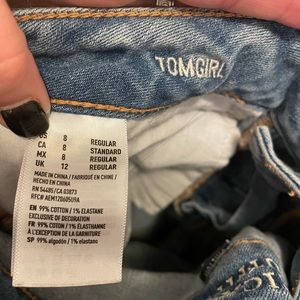 TOMGIRL
US 8 REGULAR
CA 8 STANDARD
MX 8 REGULAR
UK 12 REGULAR
MADE IN CHINA / FABRIQUÉ EN CHINE /
HECHO EN CHINA
RN 54485 / CA 03873
RFC# AEM120605U9A
EN 99% COTTON / 1% ELASTANE
EXCLUSIVE OF DECORATION
FR 99% COTON / 1% ÉLASTHANNE
À L'EXCEPTION DE LA GARNITURE
SP 99% algodón / 1% elastano